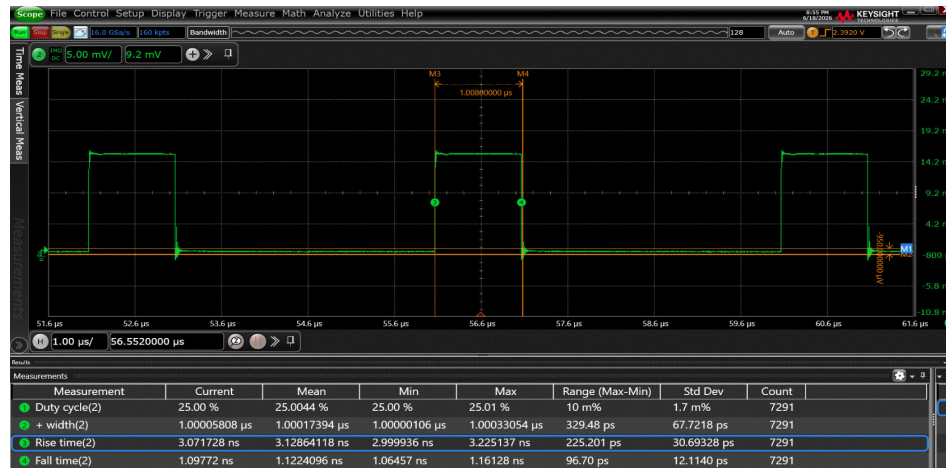 Scope File Control Setup Display Trigger Measure Math Analyze Utilities Help
8:55 PM
6/18/2026
KEYSIGHT
TECHNOLOGIES
Run Stop Single 16.0 GSa/s 160 kpts Bandwidth 128 Auto 2.3920 V
2 1MΩ DC 5.00 mV/ 9.2 mV
Time Meas
Vertical Meas
Measurements
M3 M4
1.00800000 µs
29.2
24.2
19.2
14.2
9.2
4.2
-800
-5.8
-10.8
3 4
M1
51.6 µs 52.6 µs 53.6 µs 54.6 µs 55.6 µs 56.6 µs 57.6 µs 58.6 µs 59.6 µs 60.6 µs 61.6 µs
H 1.00 µs/ 56.5520000 µs
Results
Measurements
Measurement Current Mean Min Max Range (Max-Min) Std Dev Count
1 Duty cycle(2) 25.00 % 25.0044 % 25.00 % 25.01 % 10 m% 1.7 m% 7291
2 + width(2) 1.00005808 µs 1.00017394 µs 1.00000106 µs 1.00033054 µs 329.48 ps 67.7218 ps 7291
3 Rise time(2) 3.071728 ns 3.12864118 ns 2.999936 ns 3.225137 ns 225.201 ps 30.69328 ps 7291
4 Fall time(2) 1.09772 ns 1.1224096 ns 1.06457 ns 1.16128 ns 96.70 ps 12.1140 ps 7291